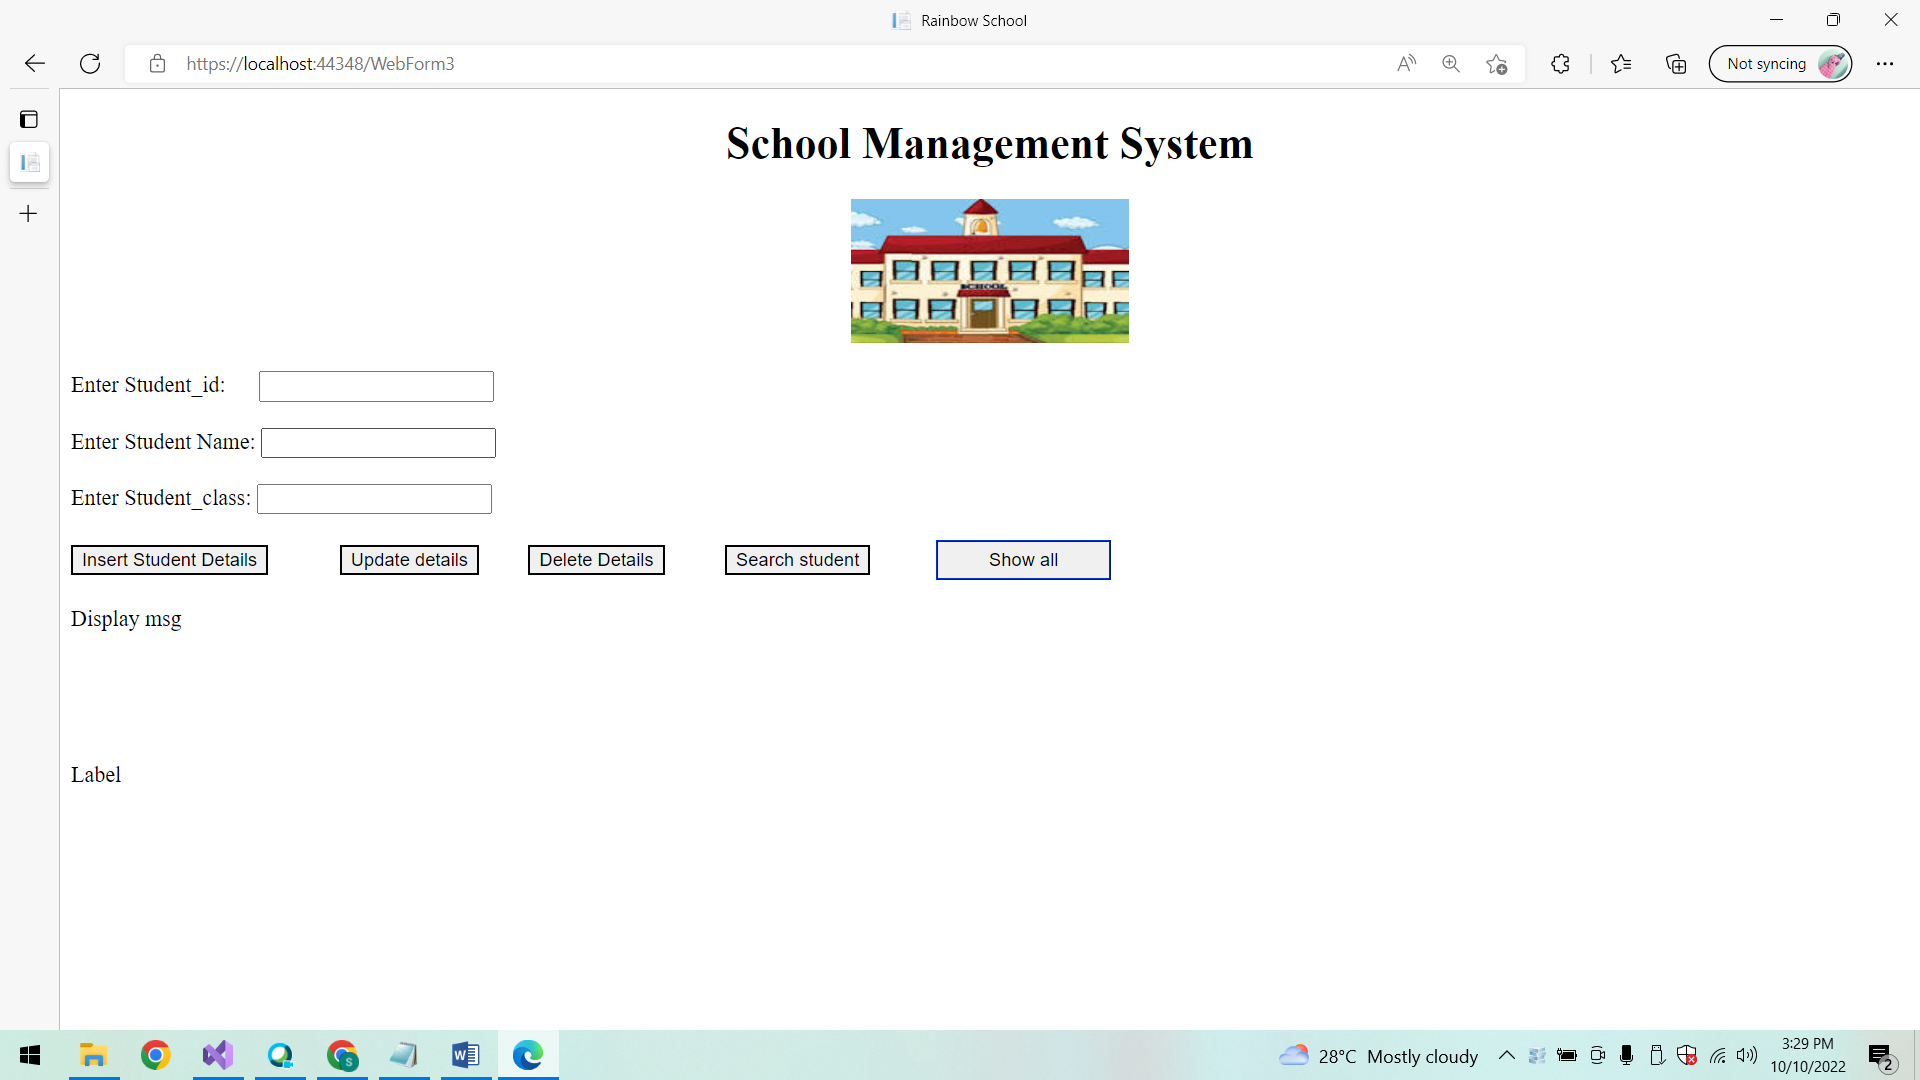 Rainbow School
https://localhost:44348/WebForm3
Not syncing
School Management System
SCHOOL
Enter Student_id:
Enter Student Name:
Enter Student_class:
Insert Student Details Update details Delete Details Search student Show all
Display msg
Label
28°C Mostly cloudy
3:29 PM
10/10/2022
2